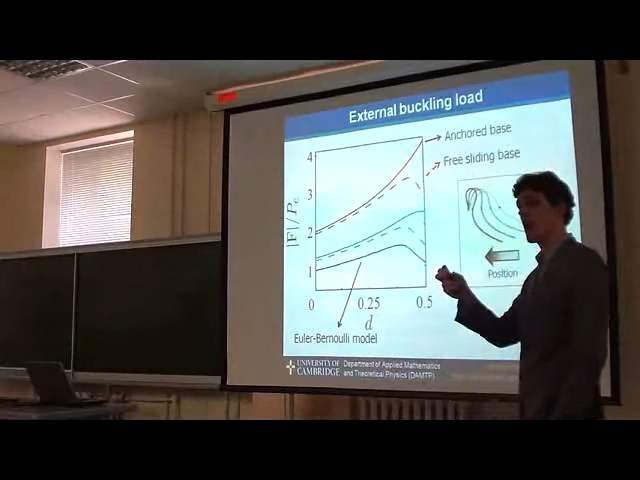 External buckling load
Anchored base
Free sliding base
4
3
2
1
|F|/Pc
0
0.25
0.5
d
Position
Euler-Bernoulli model
UNIVERSITY OF
CAMBRIDGE
Department of Applied Mathematics
and Theoretical Physics (DAMTP)